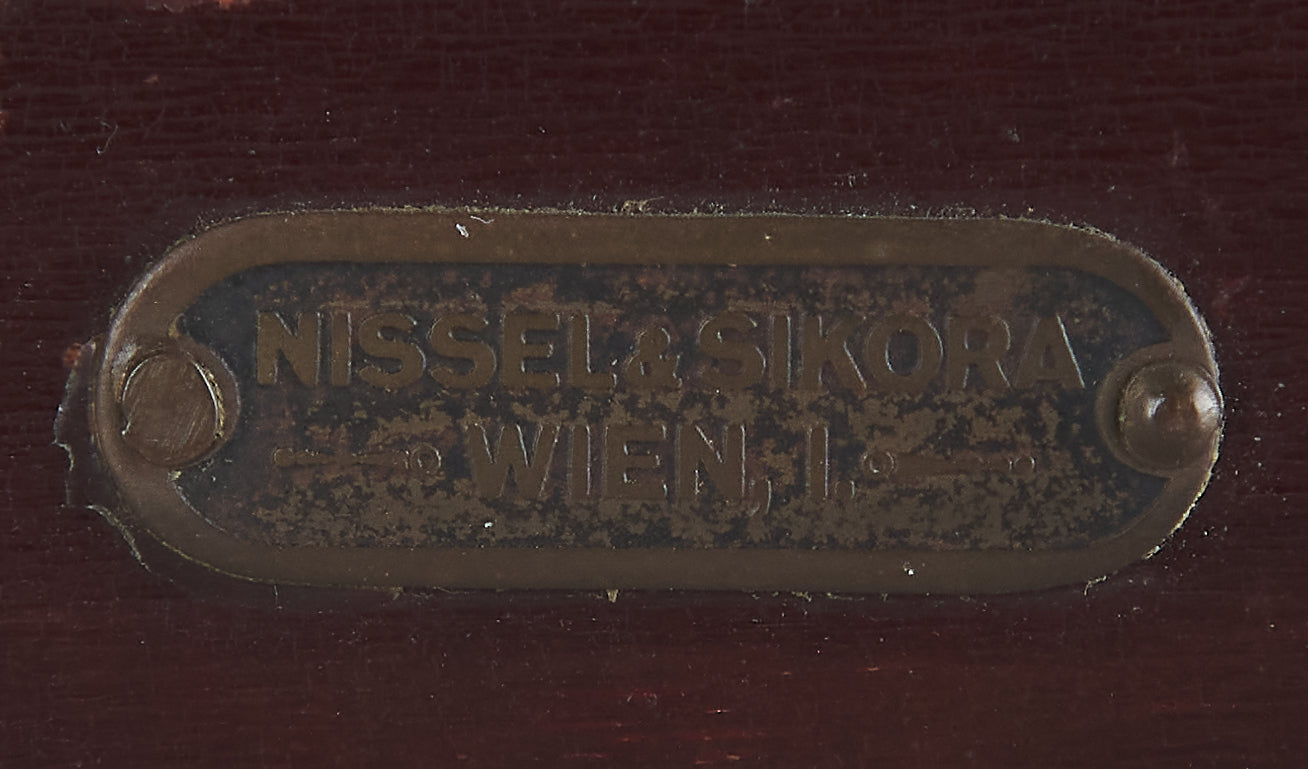 NISSEL & SIKORA
WIEN, I.